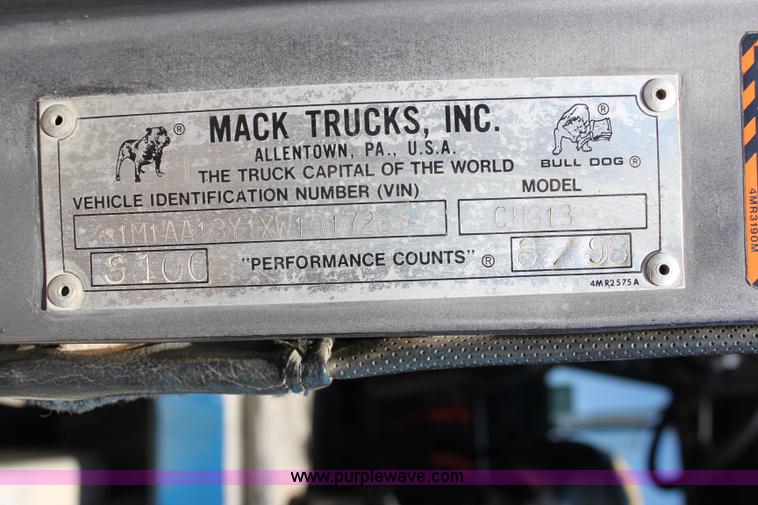 MACK TRUCKS, INC.
ALLENTOWN, PA., U.S.A.
THE TRUCK CAPITAL OF THE WORLD
BULL DOG ®
VEHICLE IDENTIFICATION NUMBER (VIN)
MODEL
CH613
S100
"PERFORMANCE COUNTS" ®
8/98
4MR2575A
4MR3190M
www.purplewave.com